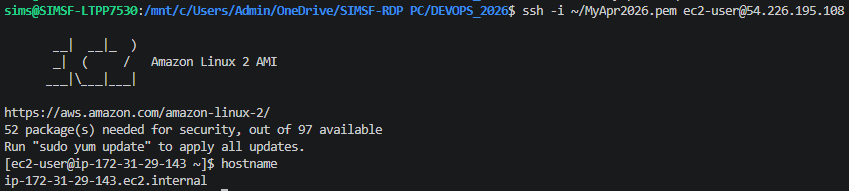 sims@SIMSF-LTPP7530:/mnt/c/Users/Admin/OneDrive/SIMSF-RDP PC/DEVOPS_2026$ ssh -i ~/MyApr2026.pem ec2-user@54.226.195.108
__|  __|_  )
_|  (     /   Amazon Linux 2 AMI
___|\___|___|
https://aws.amazon.com/amazon-linux-2/
52 package(s) needed for security, out of 97 available
Run "sudo yum update" to apply all updates.
[ec2-user@ip-172-31-29-143 ~]$ hostname
ip-172-31-29-143.ec2.internal